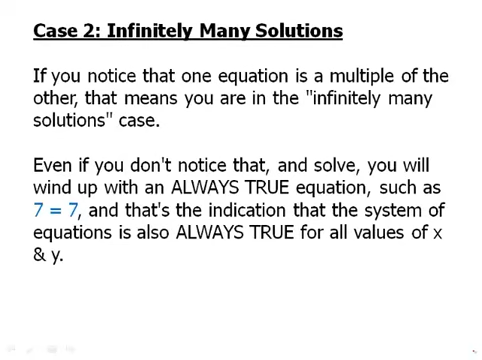 Case 2: Infinitely Many Solutions
If you notice that one equation is a multiple of the
other, that means you are in the "infinitely many
solutions" case.
Even if you don't notice that, and solve, you will
wind up with an ALWAYS TRUE equation, such as
7 = 7, and that's the indication that the system of
equations is also ALWAYS TRUE for all values of x
& y.